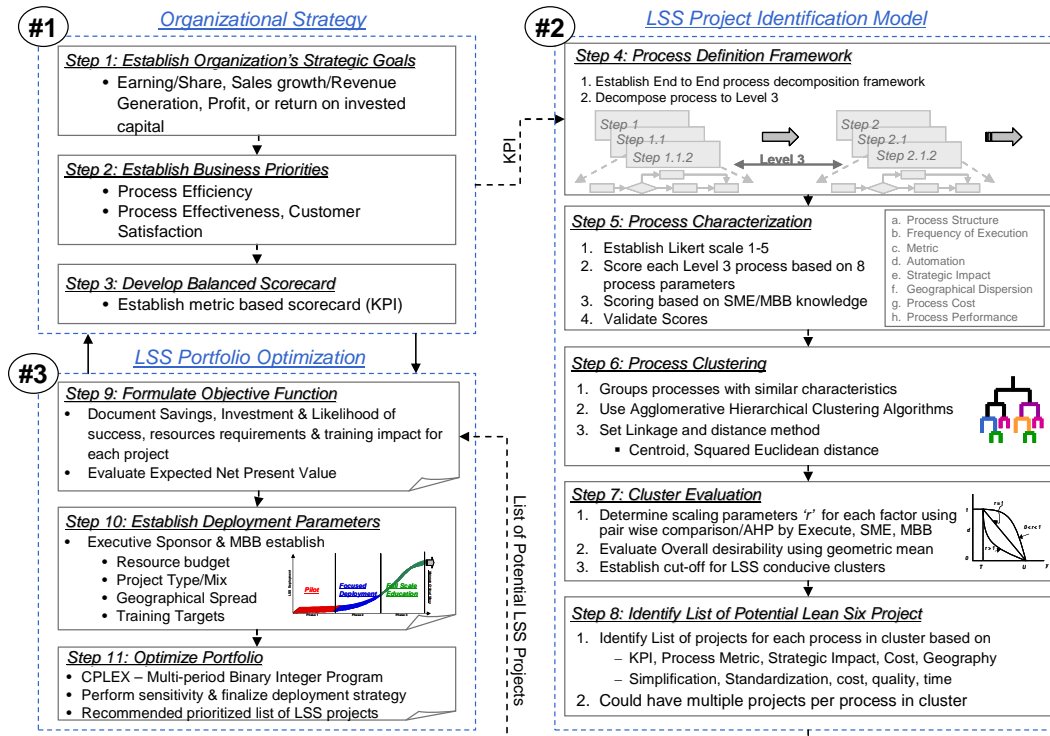 #1
Organizational Strategy
Step 1: Establish Organization's Strategic Goals
• Earning/Share, Sales growth/Revenue
Generation, Profit, or return on invested
capital
Step 2: Establish Business Priorities
• Process Efficiency
• Process Effectiveness, Customer
Satisfaction
Step 3: Develop Balanced Scorecard
• Establish metric based scorecard (KPI)
KPI
#3
LSS Portfolio Optimization
Step 9: Formulate Objective Function
• Document Savings, Investment & Likelihood of
success, resources requirements & training impact for
each project
• Evaluate Expected Net Present Value
Step 10: Establish Deployment Parameters
Executive Sponsor & MBB establish
• Resource budget
• Project Type/Mix
• Geographical Spread
• Training Targets
LSS Deployment
Pilot
Focused
Deployment
Full Scale
Education
Phase 1
Step 11: Optimize Portfolio
• CPLEX – Multi-period Binary Integer Program
• Perform sensitivity & finalize deployment strategy
• Recommended prioritized list of LSS projects
List of Potential LSS Projects
#2
LSS Project Identification Model
Step 4: Process Definition Framework
1. Establish End to End process decomposition framework
2. Decompose process to Level 3
Step 1
Step 1.1
Step 1.1.2
Level 3
Step 2
Step 2.1
Step 2.1.2
Step 5: Process Characterization
1. Establish Likert scale 1-5
2. Score each Level 3 process based on 8
process parameters
3. Scoring based on SME/MBB knowledge
4. Validate Scores
a. Process Structure
b. Frequency of Execution
c. Metric
d. Automation
e. Strategic Impact
f. Geographical Dispersion
g. Process Cost
h. Process Performance
Step 6: Process Clustering
1. Groups processes with similar characteristics
2. Use Agglomerative Hierarchical Clustering Algorithms
3. Set Linkage and distance method
▪ Centroid, Squared Euclidean distance
Step 7: Cluster Evaluation
1. Determine scaling parameters 'r' for each factor using
pair wise comparison/AHP by Execute, SME, MBB
2. Evaluate Overall desirability using geometric mean
3. Establish cut-off for LSS conducive clusters
1
d
0
r=1
0<r<1
r>1
T
U
Y
Step 8: Identify List of Potential Lean Six Project
1. Identify List of projects for each process in cluster based on
– KPI, Process Metric, Strategic Impact, Cost, Geography
– Simplification, Standardization, cost, quality, time
2. Could have multiple projects per process in cluster